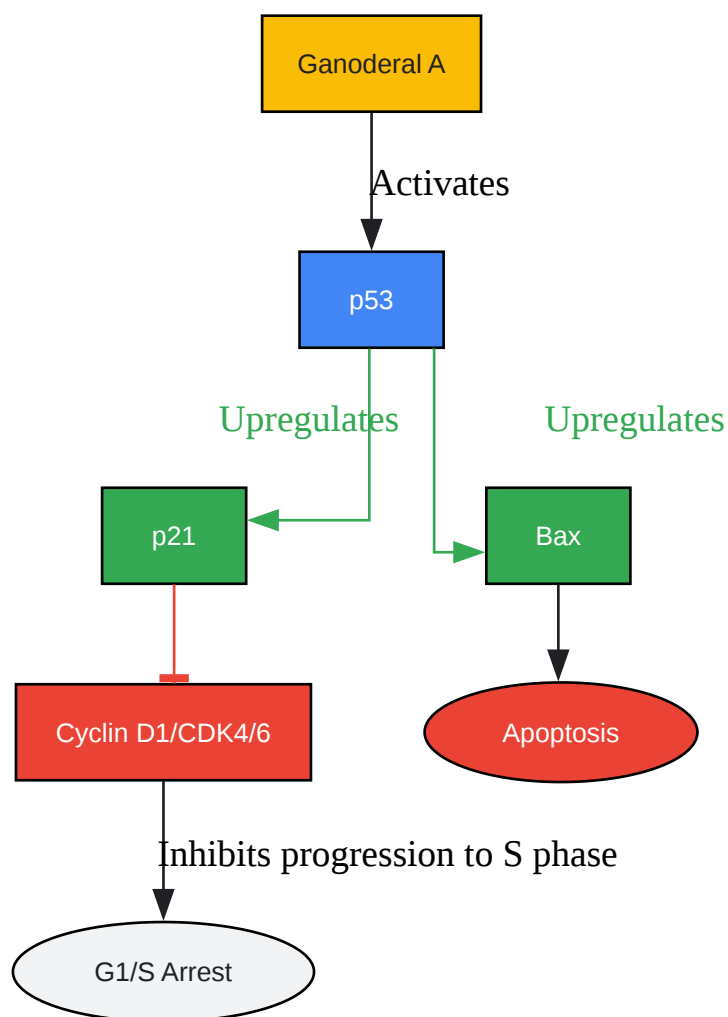 Ganoderal A
Activates
p53
Upregulates
Upregulates
p21
Bax
Cyclin D1/CDK4/6
Apoptosis
Inhibits progression to S phase
G1/S Arrest